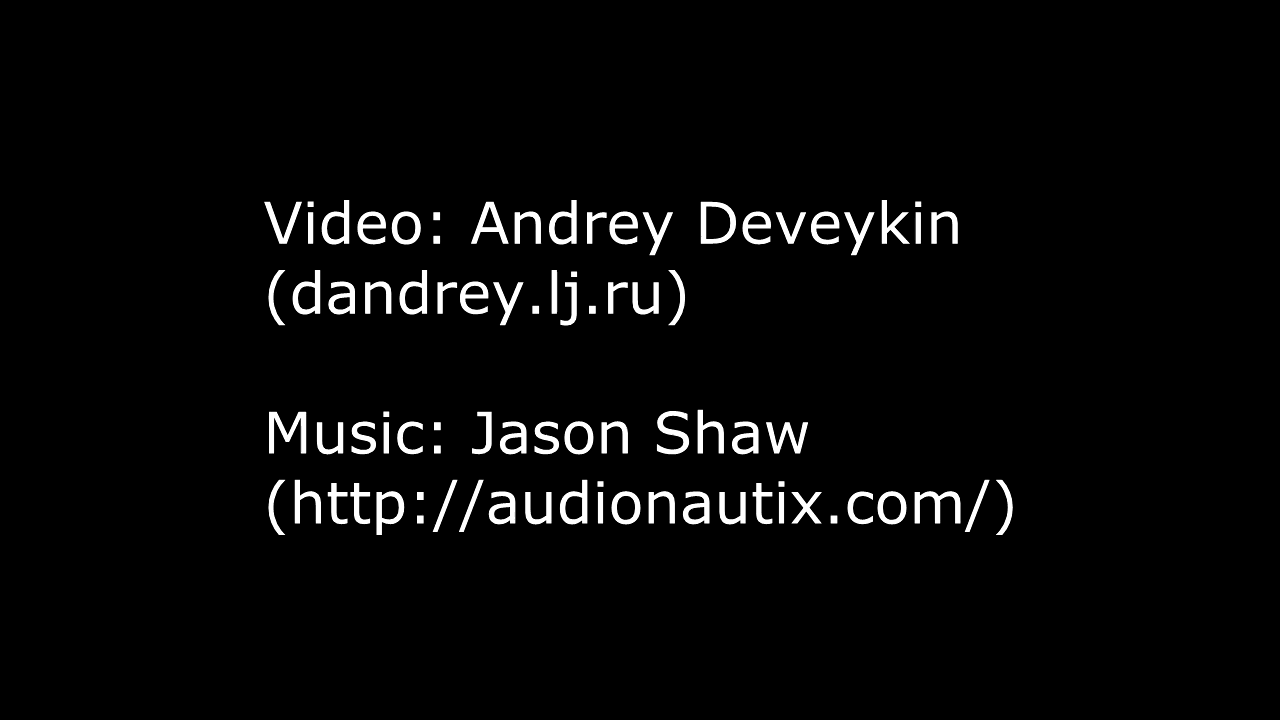 Video: Andrey Deveykin
(dandrey.lj.ru)
Music: Jason Shaw
(http://audionautix.com/)